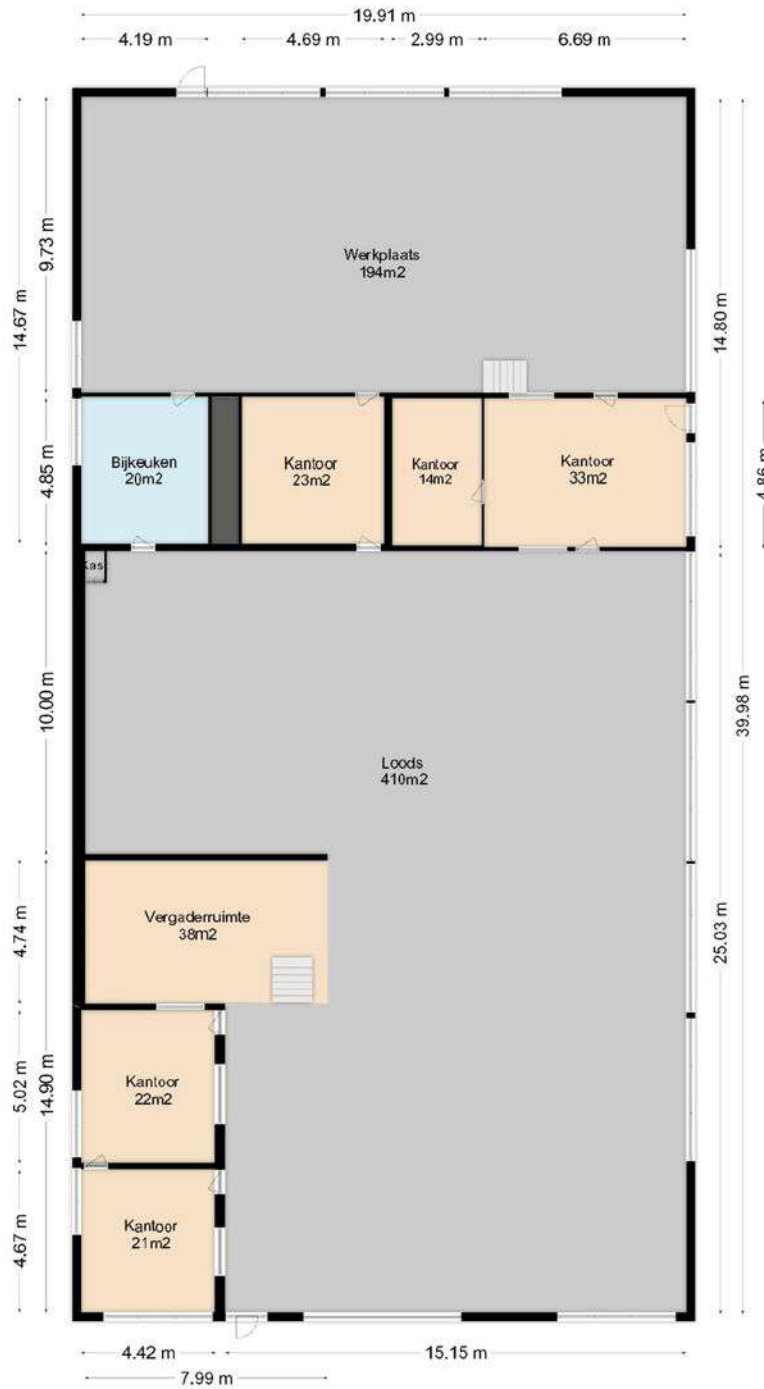 19.91 m
4.19 m
4.69 m
2.99 m
6.69 m
9.73 m
14.67 m
14.80 m
Werkplaats
194m2
4.85 m
Bijkeuken
20m2
Kantoor
23m2
Kantoor
14m2
Kantoor
33m2
4.86 m
Kas
10.00 m
39.98 m
Loods
410m2
4.74 m
Vergaderruimte
38m2
25.03 m
5.02 m
14.90 m
Kantoor
22m2
4.67 m
Kantoor
21m2
4.42 m
15.15 m
7.99 m